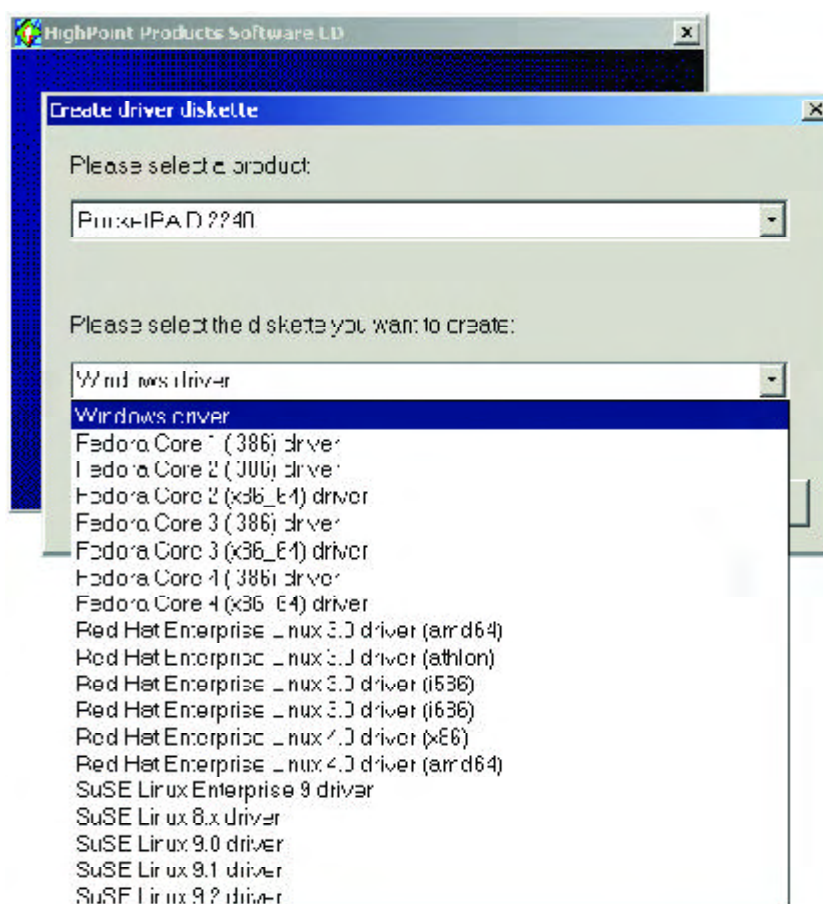 HighPoint Products Software CD
Create driver diskette
Please select a product:
RocketRAID 2240
Please select the diskette you want to create:
Windows driver
Windows driver
Fedora Core 1 (i386) driver
Fedora Core 2 (i386) driver
Fedora Core 2 (x86_64) driver
Fedora Core 3 (i386) driver
Fedora Core 3 (x86_64) driver
Fedora Core 4 (i386) driver
Fedora Core 4 (x86_64) driver
Red Hat Enterprise Linux 3.0 driver (amd64)
Red Hat Enterprise Linux 3.0 driver (athlon)
Red Hat Enterprise Linux 3.0 driver (i586)
Red Hat Enterprise Linux 3.0 driver (i686)
Red Hat Enterprise Linux 4.0 driver (x86)
Red Hat Enterprise Linux 4.0 driver (amd64)
SuSE Linux Enterprise 9 driver
SuSE Linux 8.x driver
SuSE Linux 9.0 driver
SuSE Linux 9.1 driver
SuSE Linux 9.2 driver